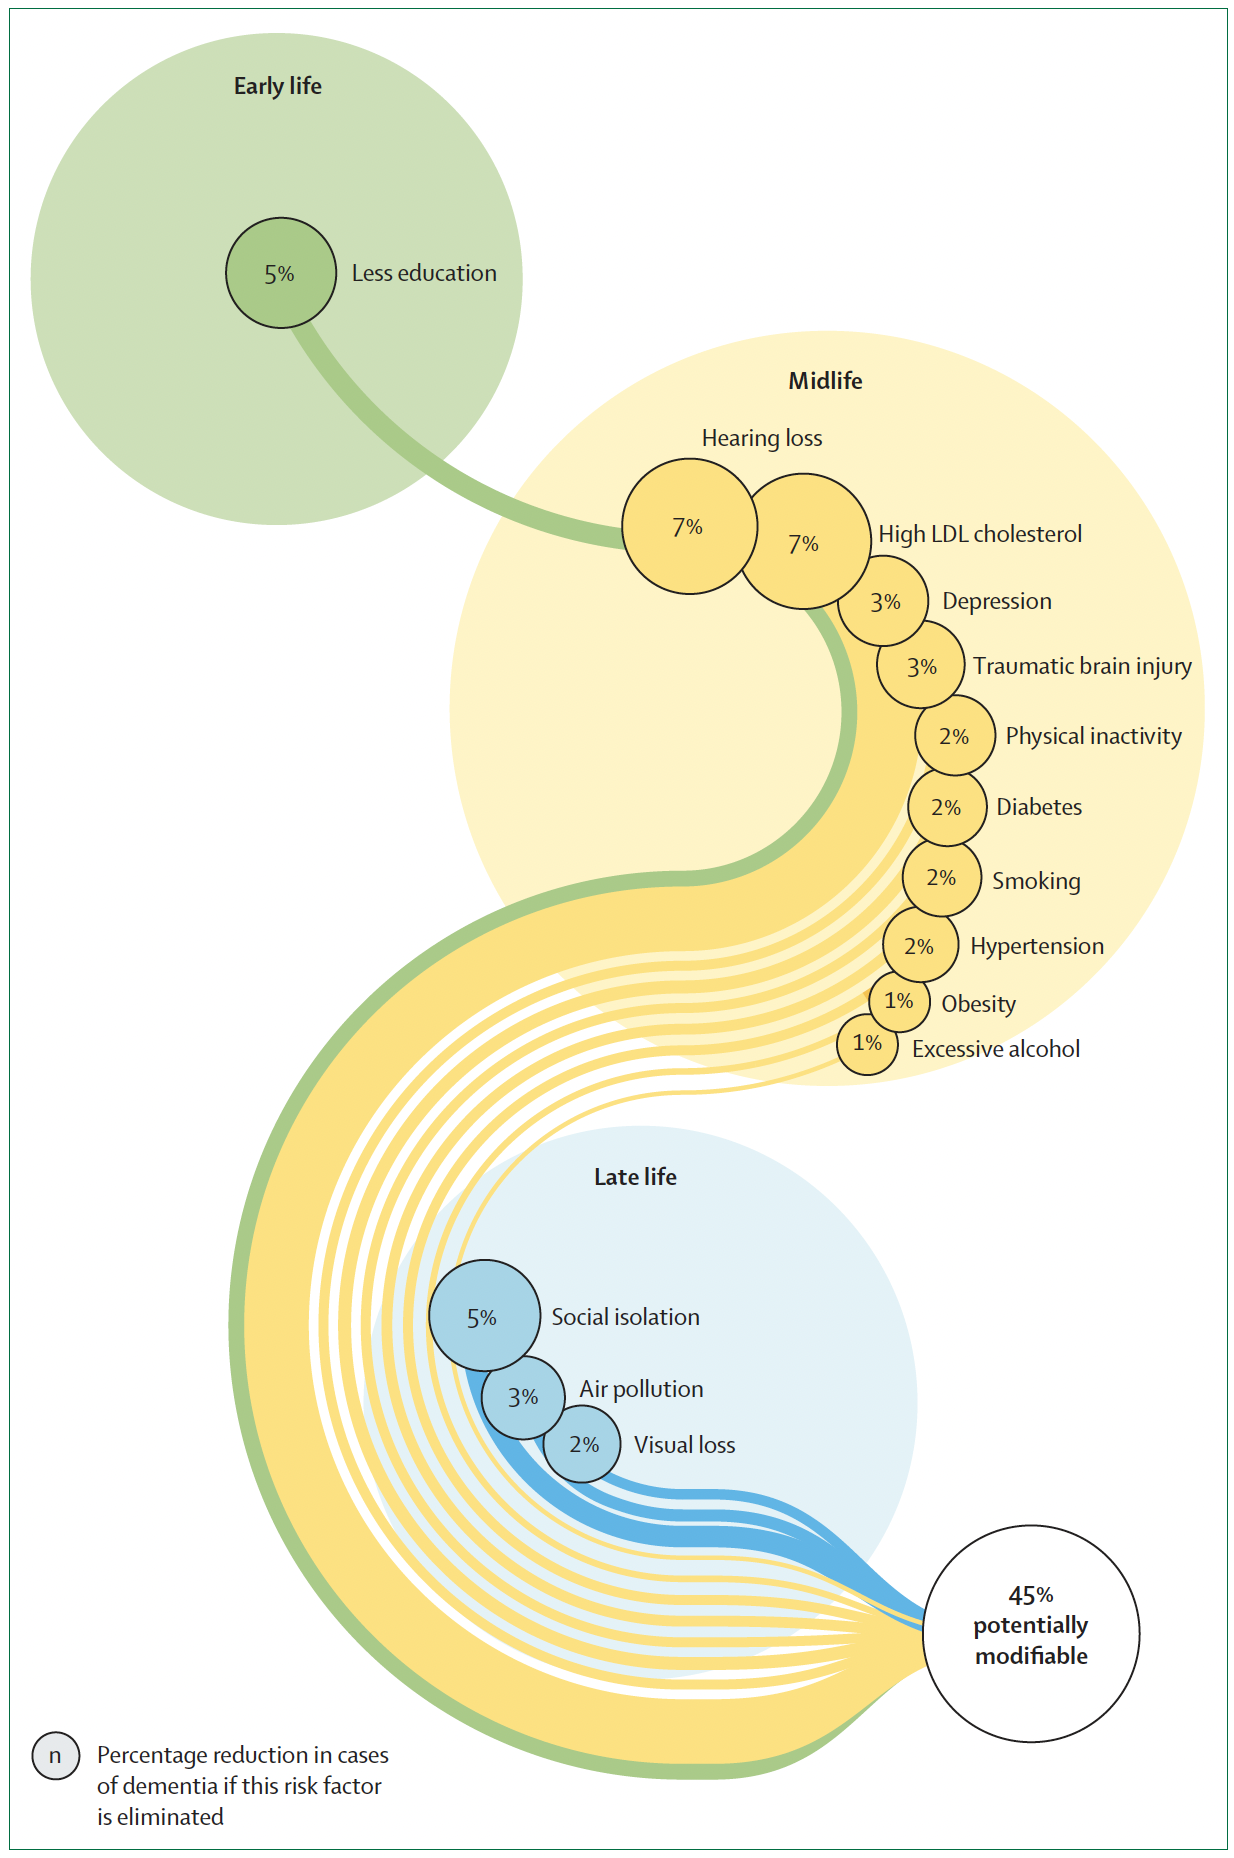 Early life
5%
Less education
Midlife
Hearing loss
7%
7%
High LDL cholesterol
3%
Depression
3%
Traumatic brain injury
2%
Physical inactivity
2%
Diabetes
2%
Smoking
2%
Hypertension
1%
Obesity
1%
Excessive alcohol
Late life
5%
Social isolation
3%
Air pollution
2%
Visual loss
45%
potentially
modifiable
n
Percentage reduction in cases
of dementia if this risk factor
is eliminated